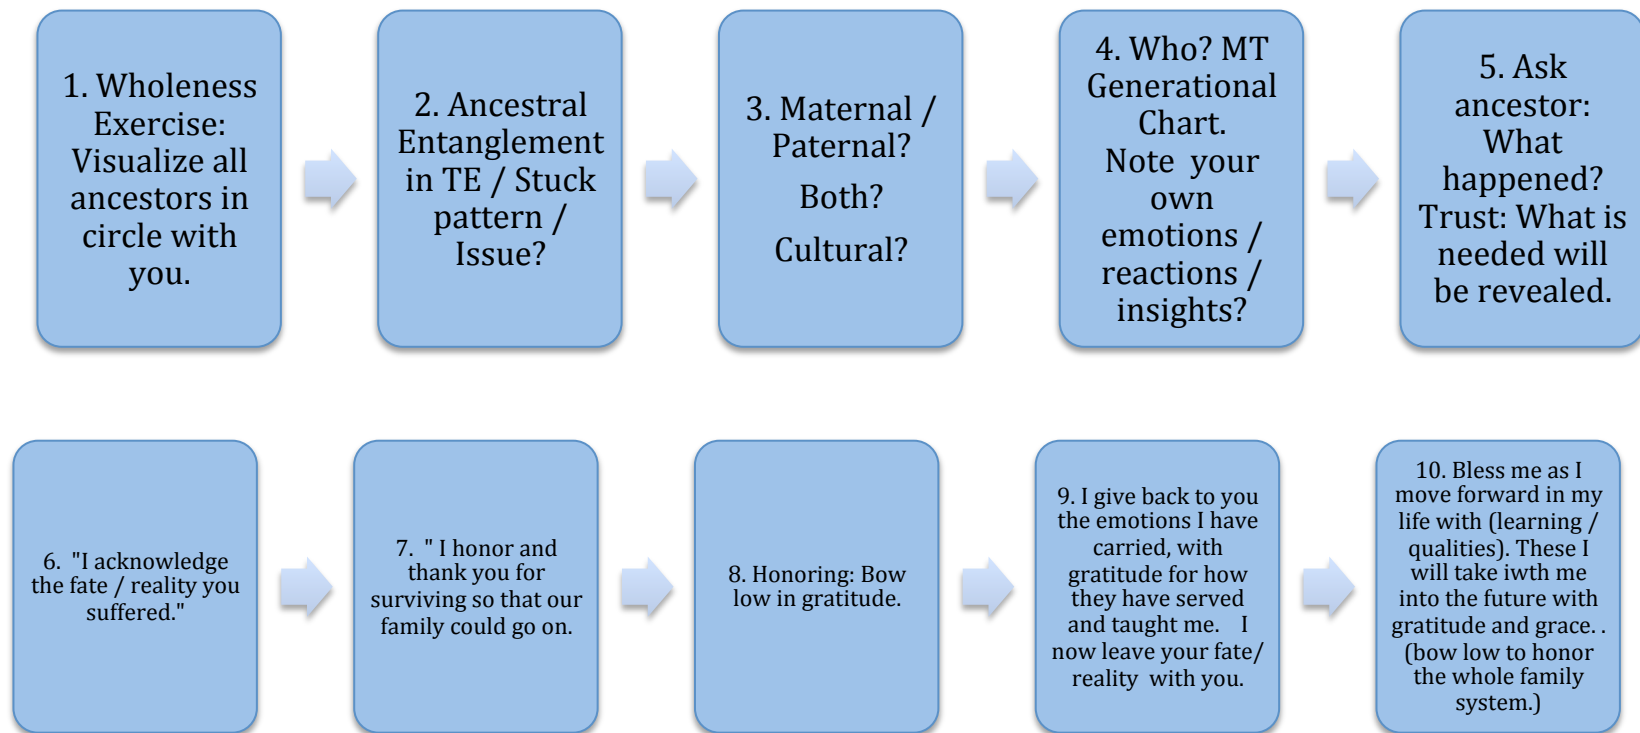 1. Wholeness
Exercise:
Visualize all
ancestors in
circle with
you.
2. Ancestral
Entanglement
in TE / Stuck
pattern /
Issue?
3. Maternal /
Paternal?
Both?
Cultural?
4. Who? MT
Generational
Chart.
Note  your
own
emotions /
reactions /
insights?
5. Ask
ancestor:
What
happened?
Trust: What is
needed will
be revealed.
6.  "I acknowledge
the fate / reality you
suffered."
7.  " I honor and
thank you for
surviving so that our
family could go on.
8. Honoring: Bow
low in gratitude.
9. I give back to you
the emotions I have
carried, with
gratitude for how
they have served
and taught me.   I
now leave your fate/
reality  with you.
10. Bless me as I
move forward in my
life with (learning /
qualities). These I
will take iwth me
into the future with
gratitude and grace. .
(bow low to honor
the whole family
system.)